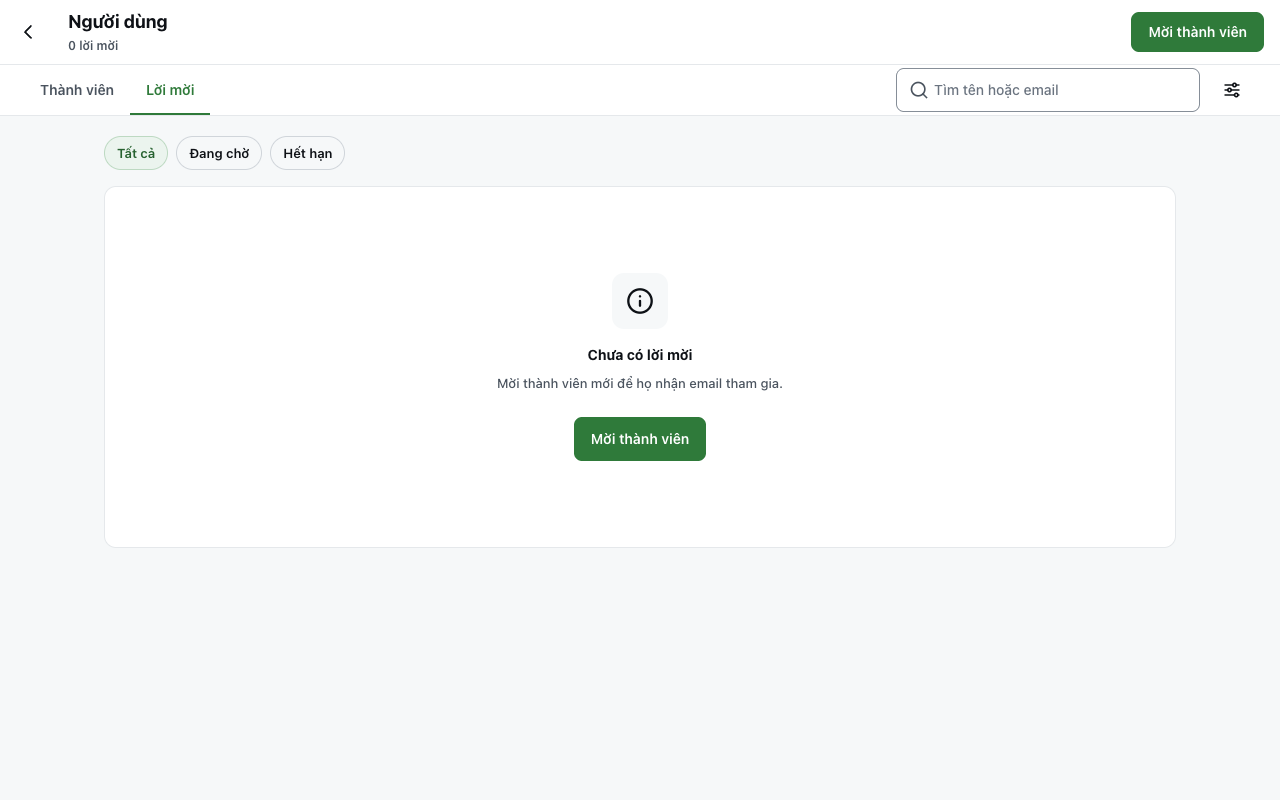 Người dùng
0 lời mời
Mời thành viên
Thành viên
Lời mời
Tìm tên hoặc email
Tất cả
Đang chờ
Hết hạn
Chưa có lời mời
Mời thành viên mới để họ nhận email tham gia.
Mời thành viên